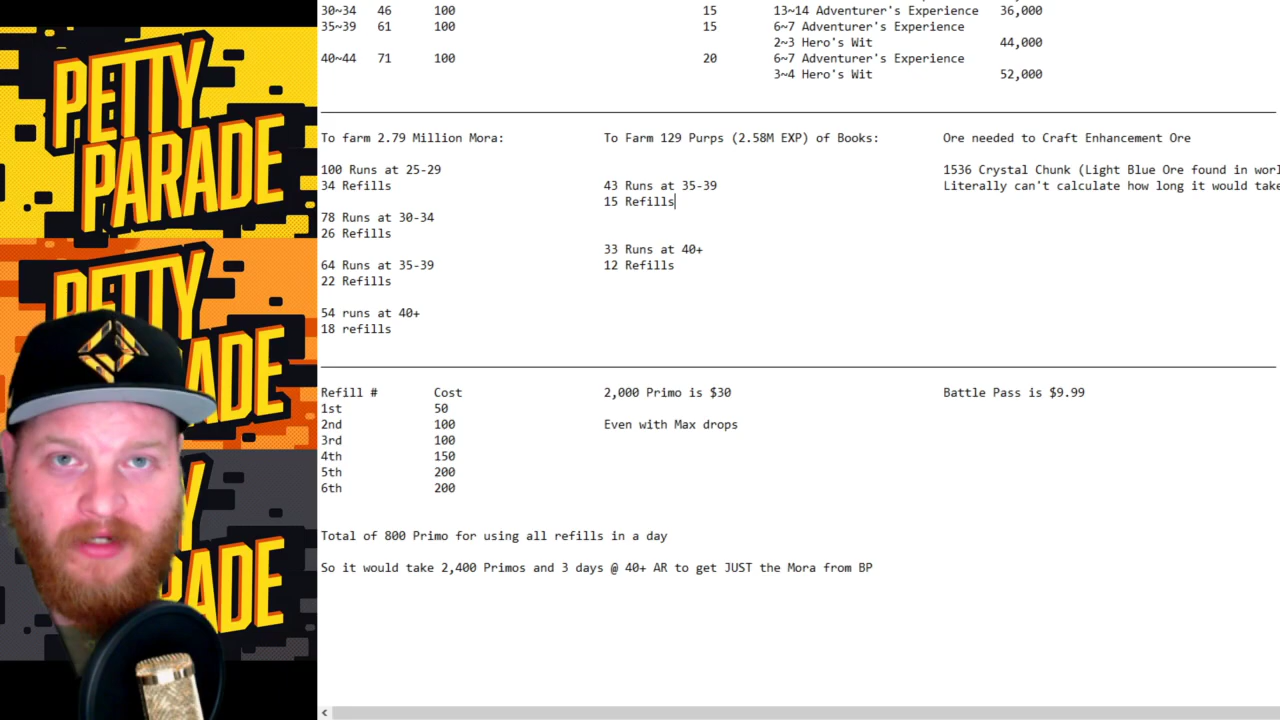 PETTY
PARADE
PETTY
ADE
ADE
30~34 46 100 15 13~14 Adventurer's Experience 36,000
35~39 61 100 15 6~7 Adventurer's Experience
2~3 Hero's Wit 44,000
40~44 71 100 20 6~7 Adventurer's Experience
3~4 Hero's Wit 52,000
To farm 2.79 Million Mora: To Farm 129 Purps (2.58M EXP) of Books: Ore needed to Craft Enhancement Ore
100 Runs at 25-29 1536 Crystal Chunk (Light Blue Ore found in worl
34 Refills 43 Runs at 35-39 Literally can't calculate how long it would take
15 Refills
78 Runs at 30-34
26 Refills
33 Runs at 40+
64 Runs at 35-39 12 Refills
22 Refills
54 runs at 40+
18 refills
Refill # Cost 2,000 Primo is $30 Battle Pass is $9.99
1st 50
2nd 100 Even with Max drops
3rd 100
4th 150
5th 200
6th 200
Total of 800 Primo for using all refills in a day
So it would take 2,400 Primos and 3 days @ 40+ AR to get JUST the Mora from BP